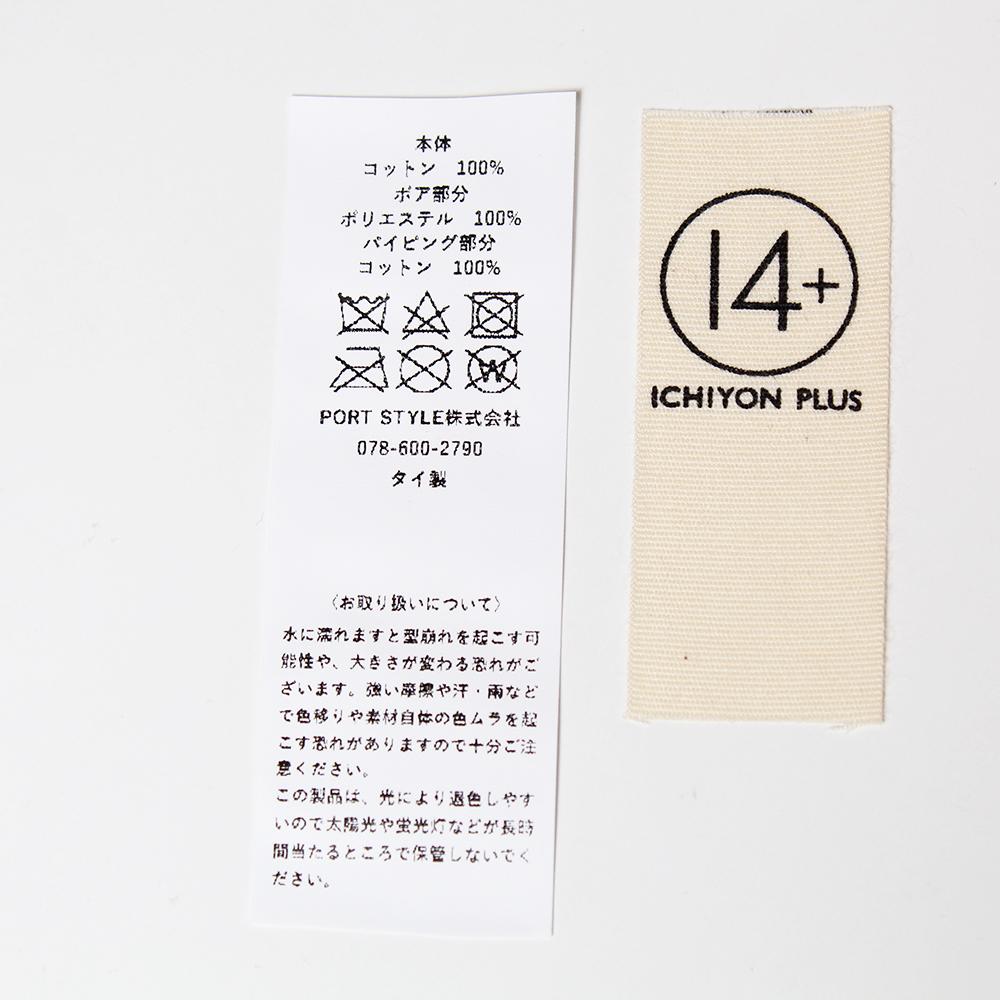 本体
コットン　100%
ボア部分
ポリエステル　100%
パイピング部分
コットン　100%
W
PORT STYLE株式会社
078-600-2790
タイ製
〈お取り扱いについて〉
水に濡れますと型崩れを起こす可
能性や、大きさが変わる恐れがご
ざいます。強い摩擦や汗・雨など
で色移りや素材自体の色ムラを起
こす恐れがありますので十分ご注
意ください。
この製品は、光により退色しやす
いので太陽光や蛍光灯などが長時
間当たるところで保管しないでく
ださい。
14+
ICHIYON PLUS